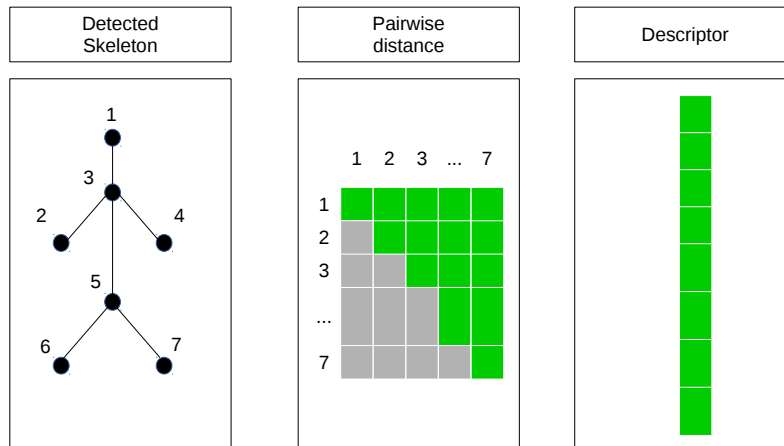 Detected
Skeleton
Pairwise
distance
Descriptor
1
3
2
4
5
6
7
1 2 3 ... 7
1
2
3
...
7